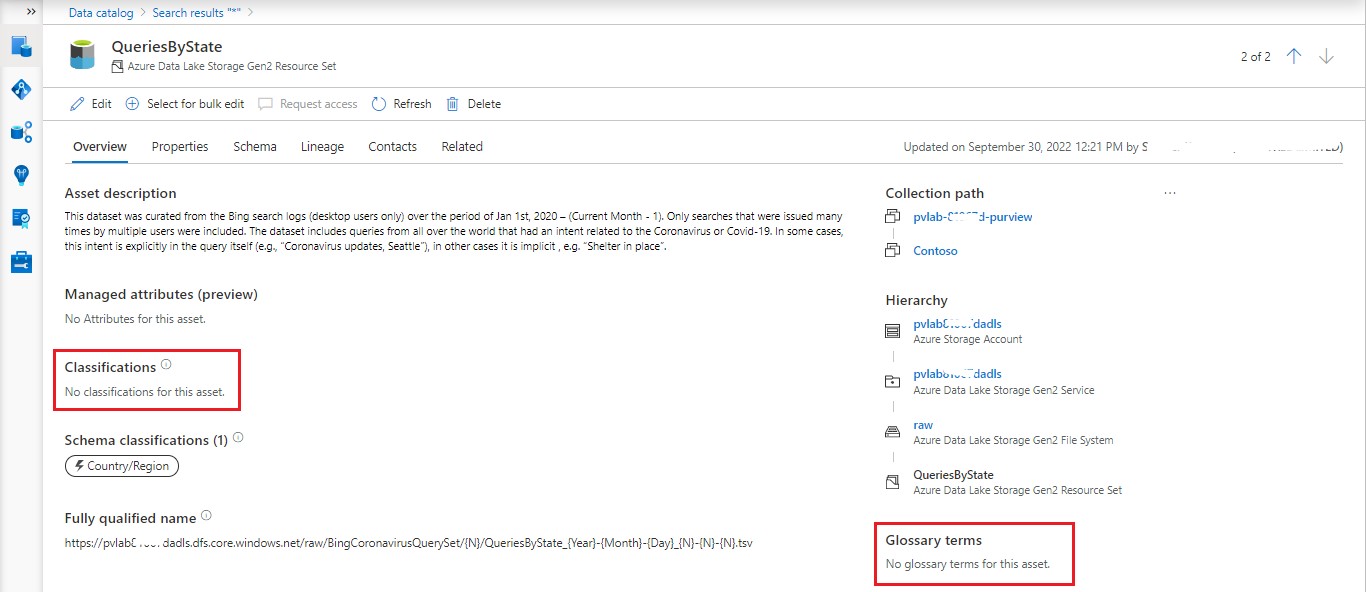 Data catalog > Search results "*" >
QueriesByState
Azure Data Lake Storage Gen2 Resource Set
2 of 2
Edit Select for bulk edit Request access Refresh Delete
Overview Properties Schema Lineage Contacts Related
Updated on September 30, 2022 12:21 PM by S
Asset description
This dataset was curated from the Bing search logs (desktop users only) over the period of Jan 1st, 2020 – (Current Month - 1). Only searches that were issued many
times by multiple users were included. The dataset includes queries from all over the world that had an intent related to the Coronavirus or Covid-19. In some cases,
this intent is explicitly in the query itself (e.g., “Coronavirus updates, Seattle”), in other cases it is implicit , e.g. “Shelter in place”.
Managed attributes (preview)
No Attributes for this asset.
Classifications
No classifications for this asset.
Schema classifications (1)
Country/Region
Fully qualified name
https://pvlab dadls.dfs.core.windows.net/raw/BingCoronavirusQuerySet/{N}/QueriesByState_{Year}-{Month}-{Day}_{N}-{N}-{N}.tsv
Collection path
...
pvlab- d-purview
Contoso
Hierarchy
pvlab dadls
Azure Storage Account
pvlab dadls
Azure Data Lake Storage Gen2 Service
raw
Azure Data Lake Storage Gen2 File System
QueriesByState
Azure Data Lake Storage Gen2 Resource Set
Glossary terms
No glossary terms for this asset.